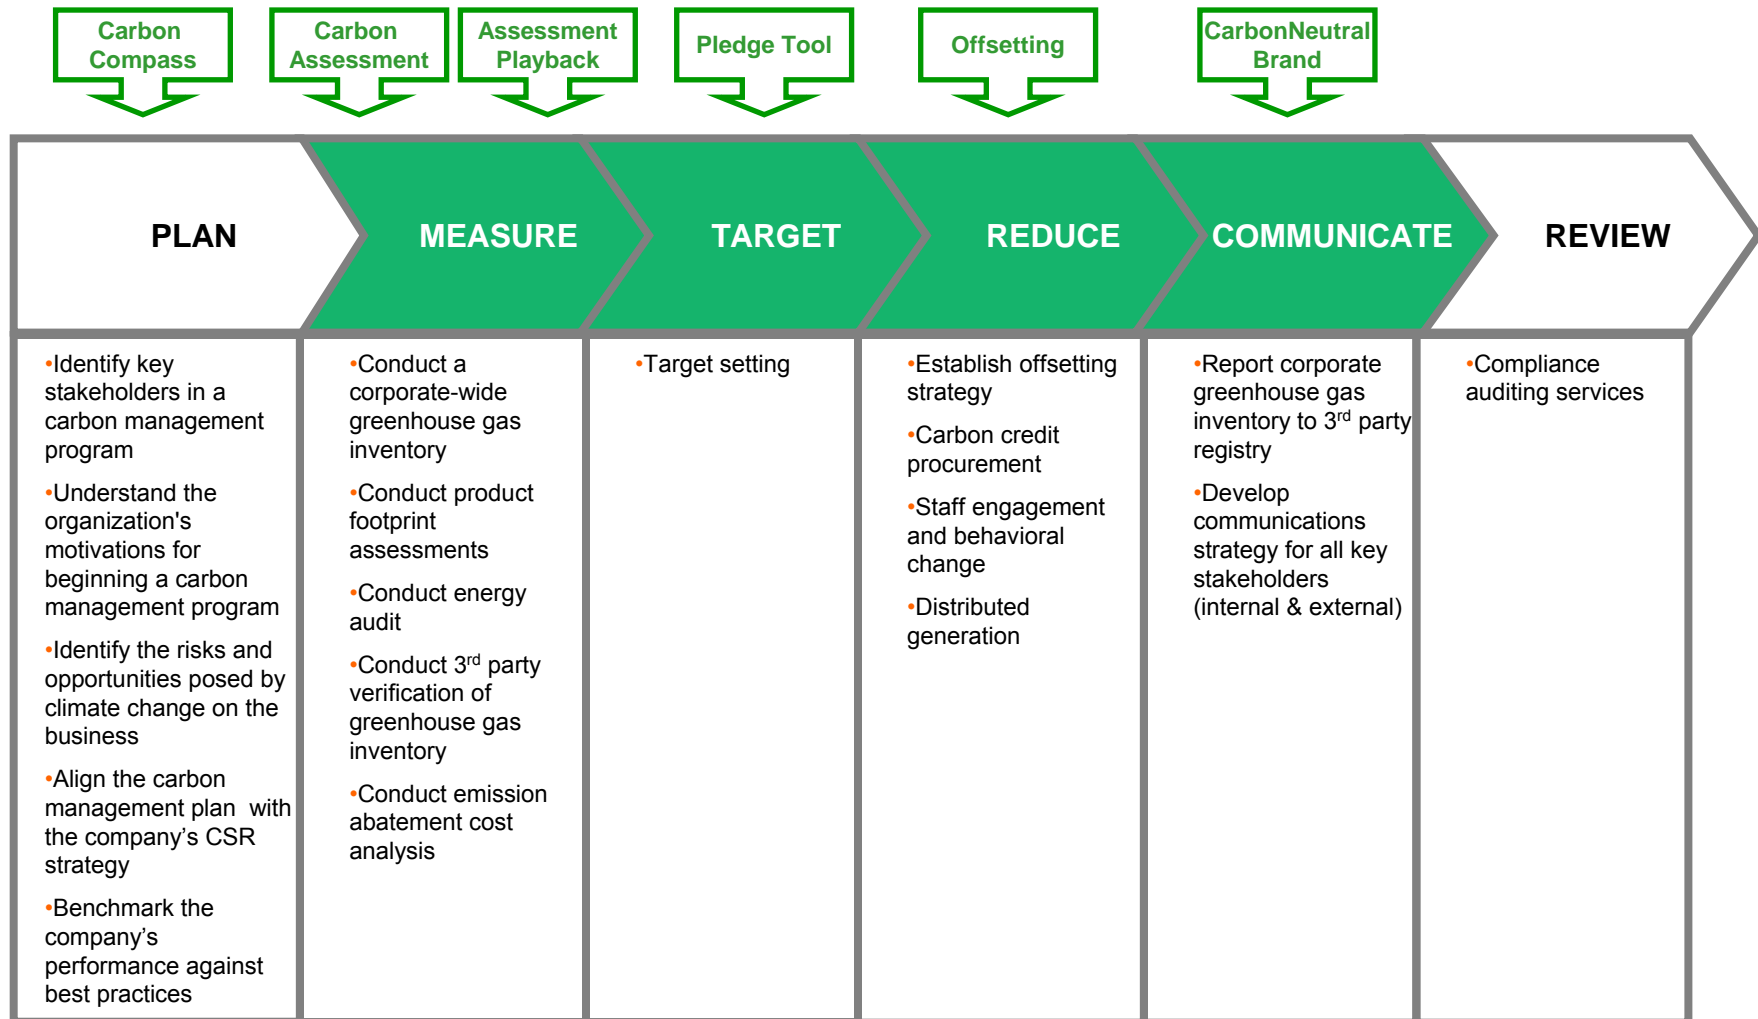 Carbon
Compass
Carbon
Assessment
Assessment
Playback
Pledge Tool
Offsetting
CarbonNeutral
Brand
PLAN
MEASURE
TARGET
REDUCE
COMMUNICATE
REVIEW
•Identify key
stakeholders in a
carbon management
program
•Understand the
organization's
motivations for
beginning a carbon
management program
•Identify the risks and
opportunities posed by
climate change on the
business
•Align the carbon
management plan  with
the company’s CSR
strategy
•Benchmark the
company’s
performance against
best practices
•Conduct a
corporate-wide
greenhouse gas
inventory
•Conduct product
footprint
assessments
•Conduct energy
audit
•Conduct 3rd party
verification of
greenhouse gas
inventory
•Conduct emission
abatement cost
analysis
•Target setting
•Establish offsetting
strategy
•Carbon credit
procurement
•Staff engagement
and behavioral
change
•Distributed
generation
•Report corporate
greenhouse gas
inventory to 3rd party
registry
•Develop
communications
strategy for all key
stakeholders
(internal & external)
•Compliance
auditing services